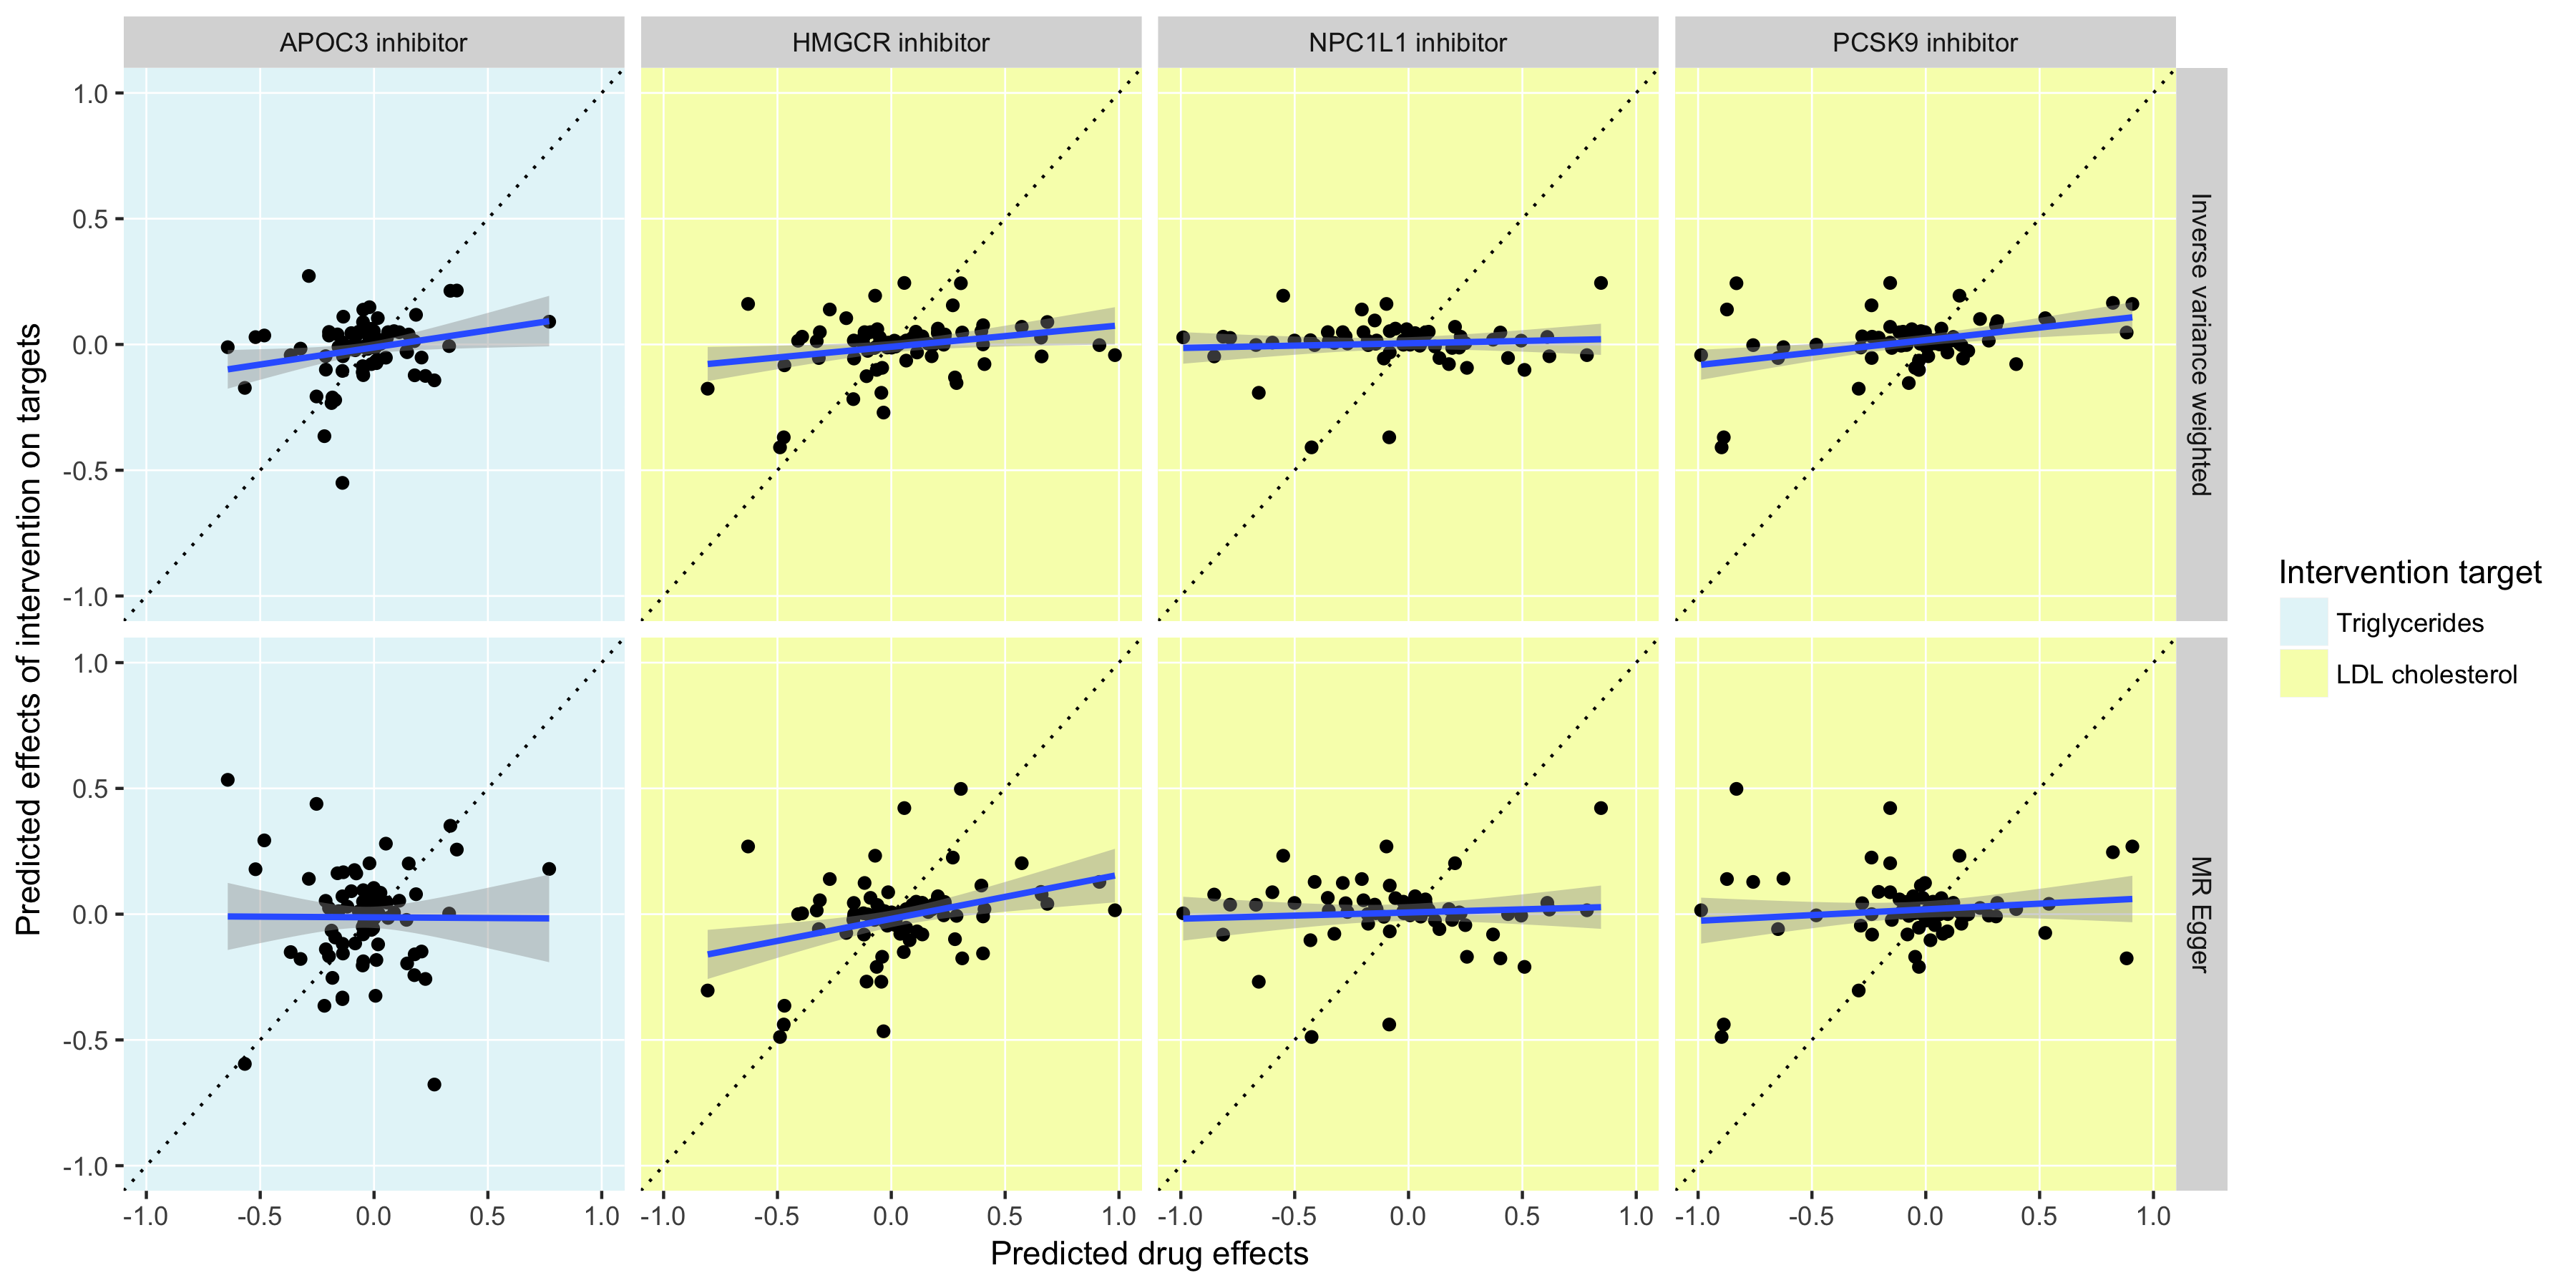 APOC3 inhibitor
HMGCR inhibitor
NPC1L1 inhibitor
PCSK9 inhibitor
Predicted effects of intervention on targets
1.0
0.5
0.0
-0.5
-1.0
Inverse variance weighted
1.0
0.5
0.0
-0.5
-1.0
MR Egger
-1.0 -0.5 0.0 0.5 1.0
-1.0 -0.5 0.0 0.5 1.0
-1.0 -0.5 0.0 0.5 1.0
-1.0 -0.5 0.0 0.5 1.0
Predicted drug effects
Intervention target
Triglycerides
LDL cholesterol